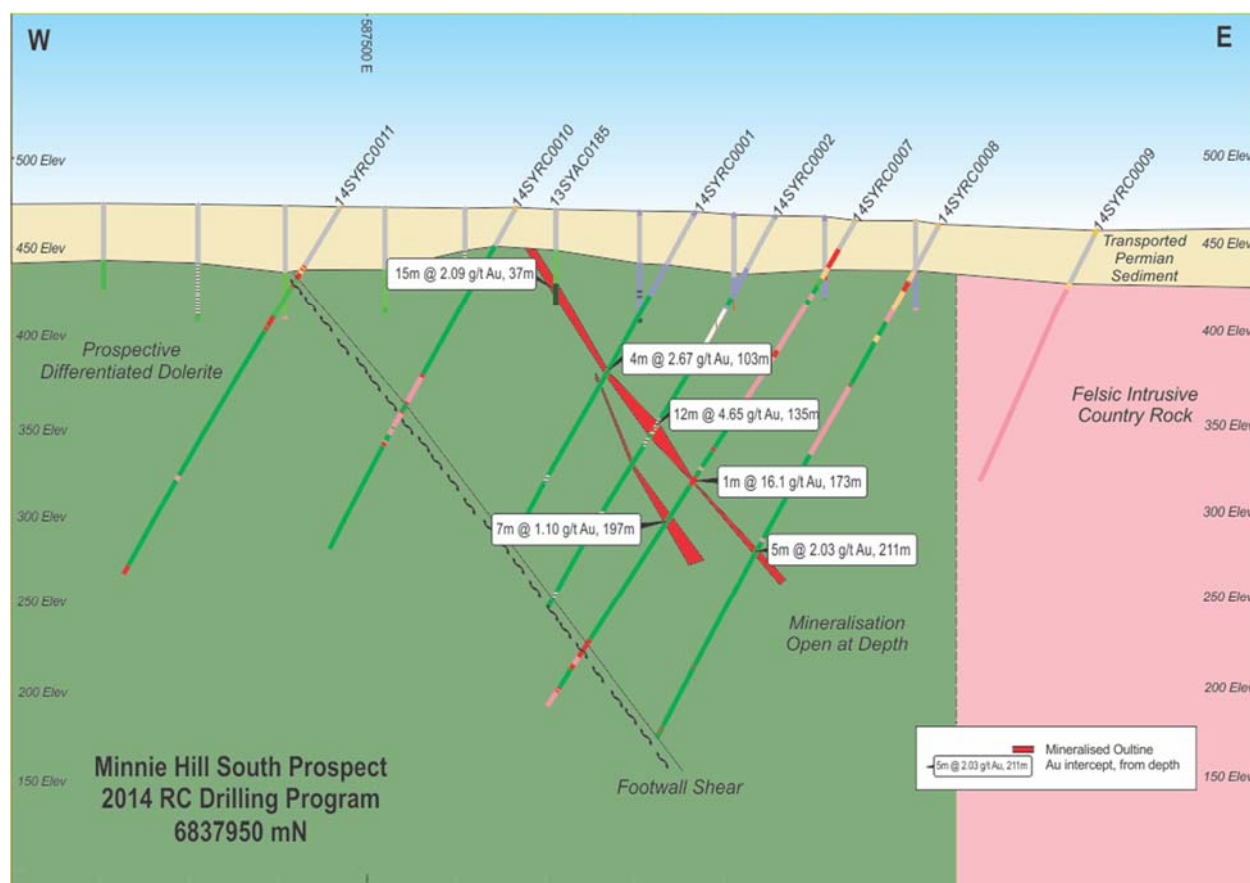 W
587500 E
E
14SYRC0011
14SYRC0010
13SYAC0185
14SYRC0001
14SYRC0002
14SYRC0007
14SYRC0008
14SYRC0009
500 Elev
500 Elev
450 Elev
450 Elev
Transported
Permian
Sediment
15m @ 2.09 g/t Au, 37m
400 Elev
400 Elev
Prospective
Differentiated Dolerite
4m @ 2.67 g/t Au, 103m
Felsic Intrusive
Country Rock
12m @ 4.65 g/t Au, 135m
350 Elev
350 Elev
1m @ 16.1 g/t Au, 173m
300 Elev
300 Elev
7m @ 1.10 g/t Au, 197m
5m @ 2.03 g/t Au, 211m
250 Elev
250 Elev
Mineralisation
Open at Depth
200 Elev
200 Elev
Mineralised Oultine
5m @ 2.03 g/t Au, 211m
Au intercept, from depth
150 Elev
150 Elev
Footwall Shear
Minnie Hill South Prospect
2014 RC Drilling Program
6837950 mN